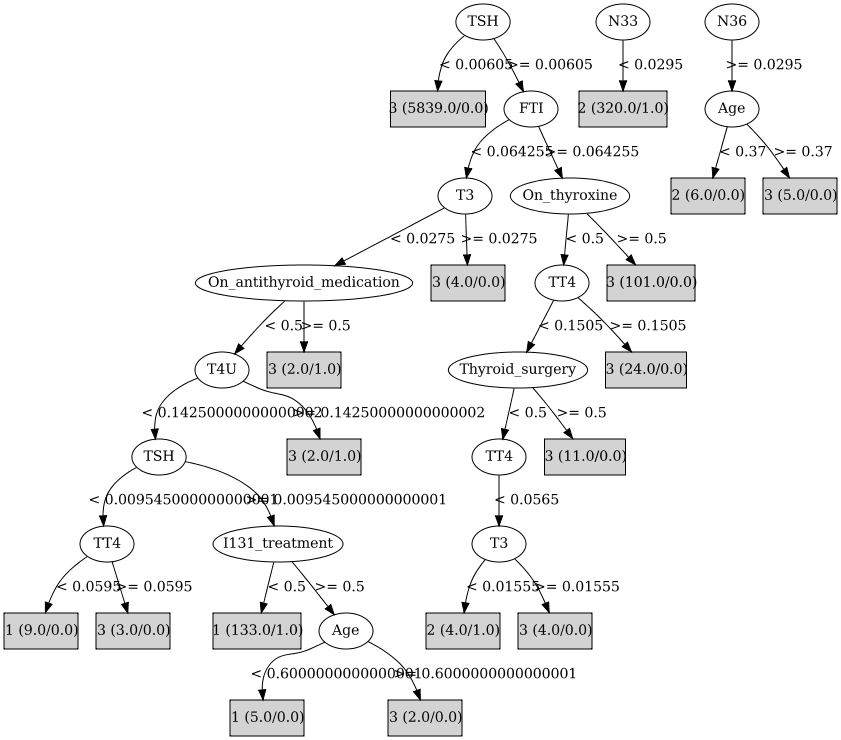 TSH N33 N36
< 0.00605 >= 0.00605 < 0.0295 >= 0.0295
3 (5839.0/0.0) FTI 2 (320.0/1.0) Age
< 0.064255 >= 0.064255 < 0.37 >= 0.37
T3 On_thyroxine 2 (6.0/0.0) 3 (5.0/0.0)
< 0.0275 >= 0.0275 < 0.5 >= 0.5
On_antithyroid_medication 3 (4.0/0.0) TT4 3 (101.0/0.0)
< 0.5 >= 0.5 < 0.1505 >= 0.1505
T4U 3 (2.0/1.0) Thyroid_surgery 3 (24.0/0.0)
< 0.14250000000000002 >= 0.14250000000000002 < 0.5 >= 0.5
TSH 3 (2.0/1.0) TT4 3 (11.0/0.0)
< 0.009545000000000001 >= 0.009545000000000001 < 0.0565
TT4 I131_treatment T3
< 0.0595 >= 0.0595 < 0.5 >= 0.5 < 0.01555 >= 0.01555
1 (9.0/0.0) 3 (3.0/0.0) 1 (133.0/1.0) Age 2 (4.0/1.0) 3 (4.0/0.0)
< 0.6000000000000001 >= 0.6000000000000001
1 (5.0/0.0) 3 (2.0/0.0)